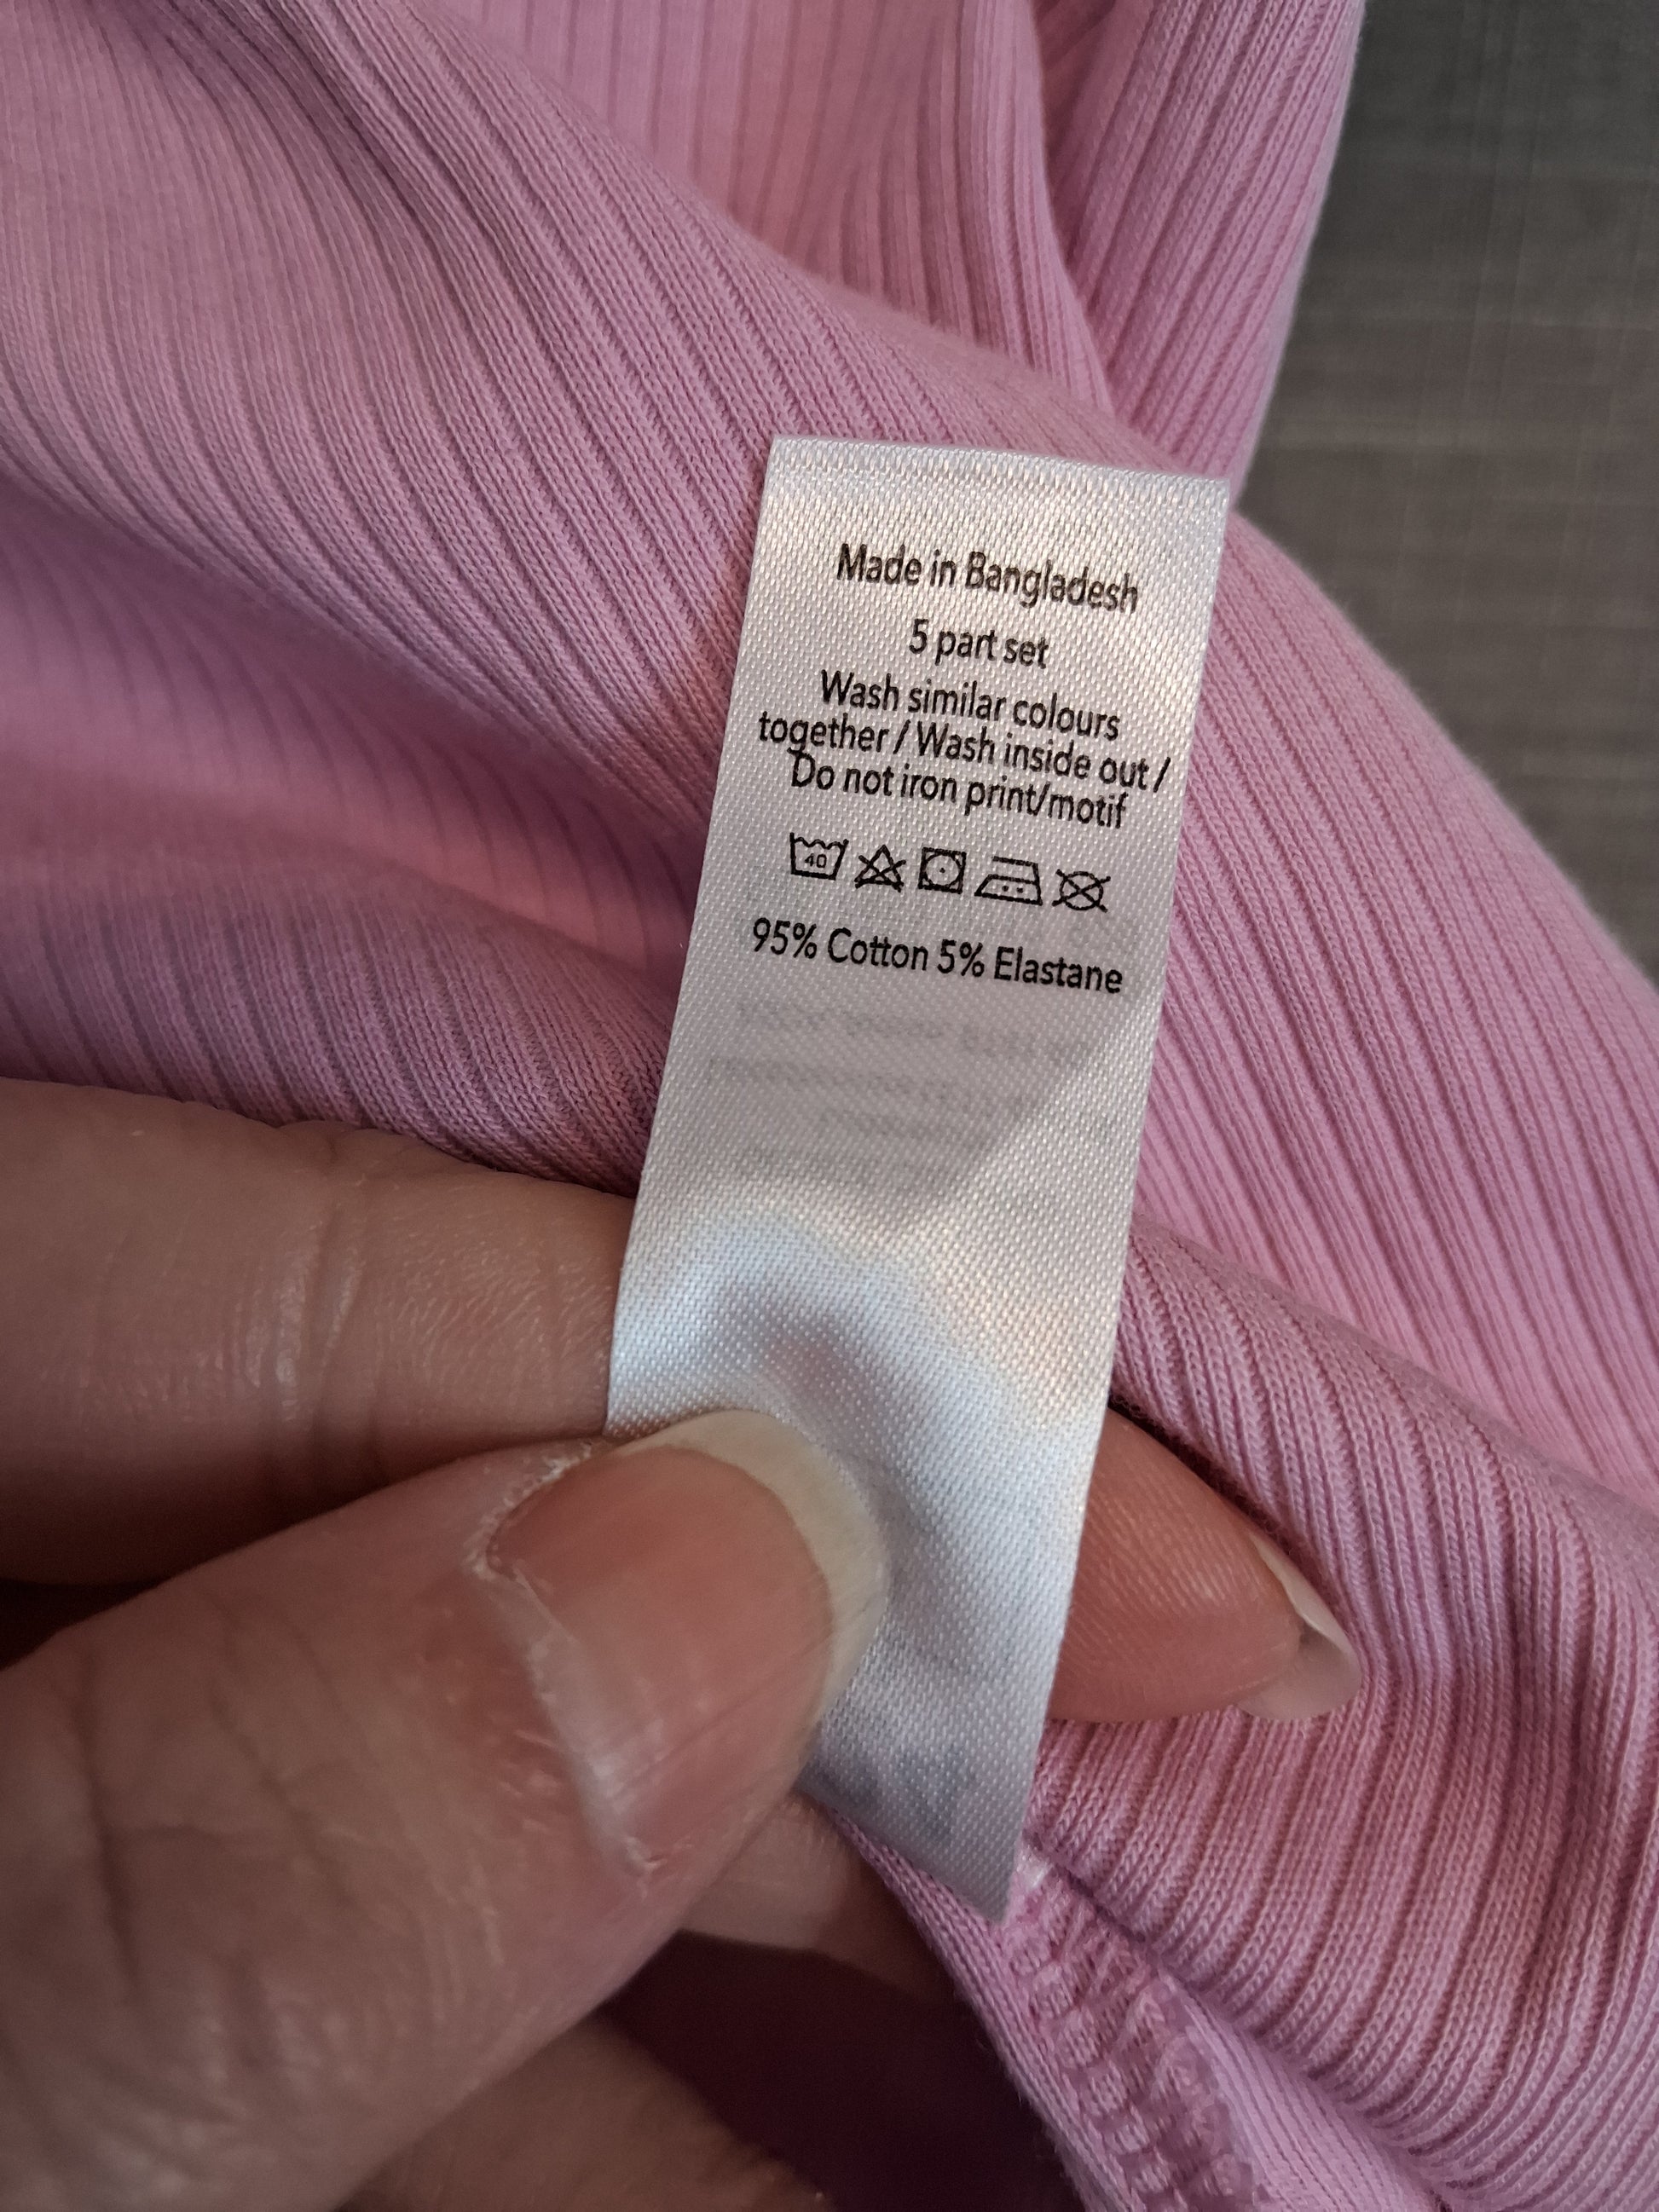 Made in Bangladesh
5 part set
Wash similar colours
together / Wash inside out /
Do not iron print/motif
40
95% Cotton 5% Elastane